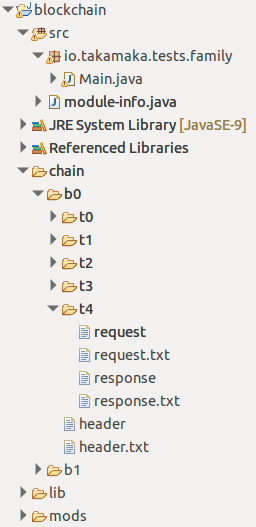 blockchain
src
io.takamaka.tests.family
Main.java
module-info.java
JRE System Library [JavaSE-9]
Referenced Libraries
chain
b0
t0
t1
t2
t3
t4
request
request.txt
response
response.txt
header
header.txt
b1
lib
mods